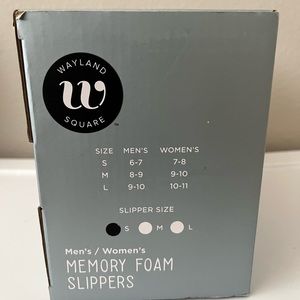 WAYLAND
W
SQUARE
™
SIZE MEN'S WOMEN'S
S 6-7 7-8
M 8-9 9-10
L 9-10 10-11
SLIPPER SIZE
S M L
Men's / Women's
MEMORY FOAM
SLIPPERS